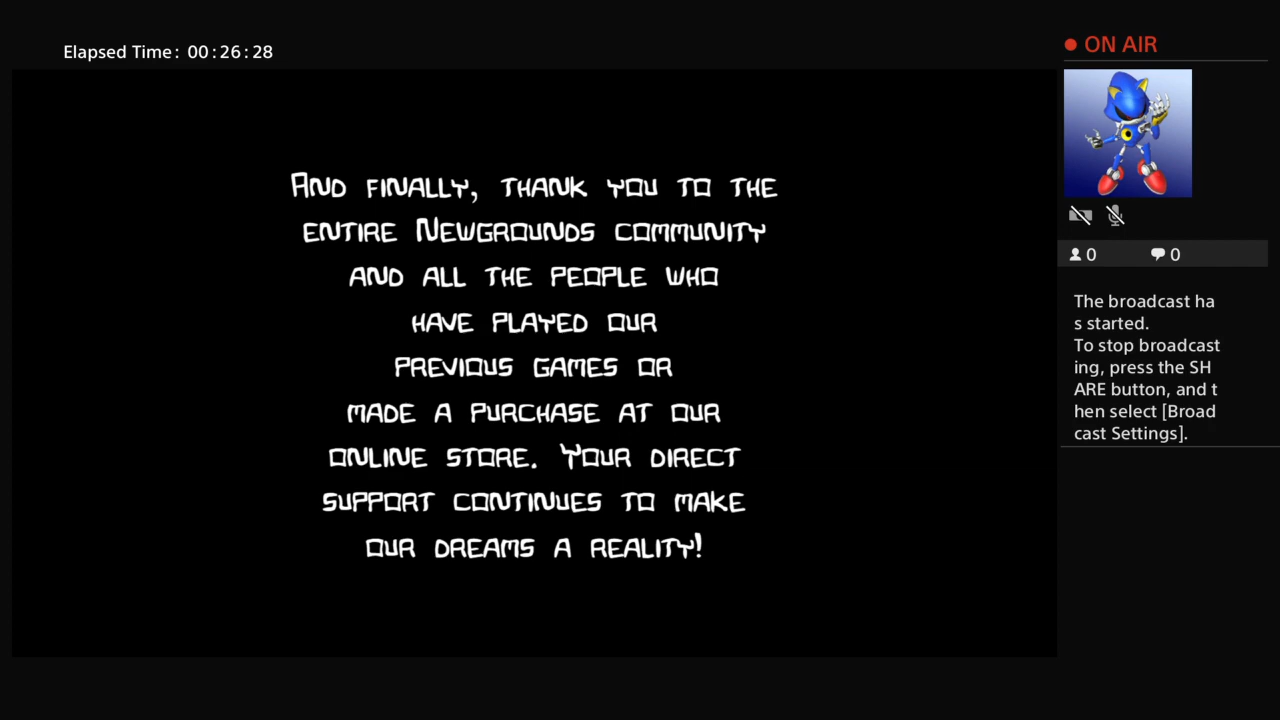 Elapsed Time: 00:26:28
ON AIR
And finally, thank you to the
entire Newgrounds community
and all the people who
have played our
previous games or
made a purchase at our
online store. Your direct
support continues to make
our dreams a reality!
0
0
The broadcast ha
s started.
To stop broadcast
ing, press the SH
ARE button, and t
hen select [Broad
cast Settings].